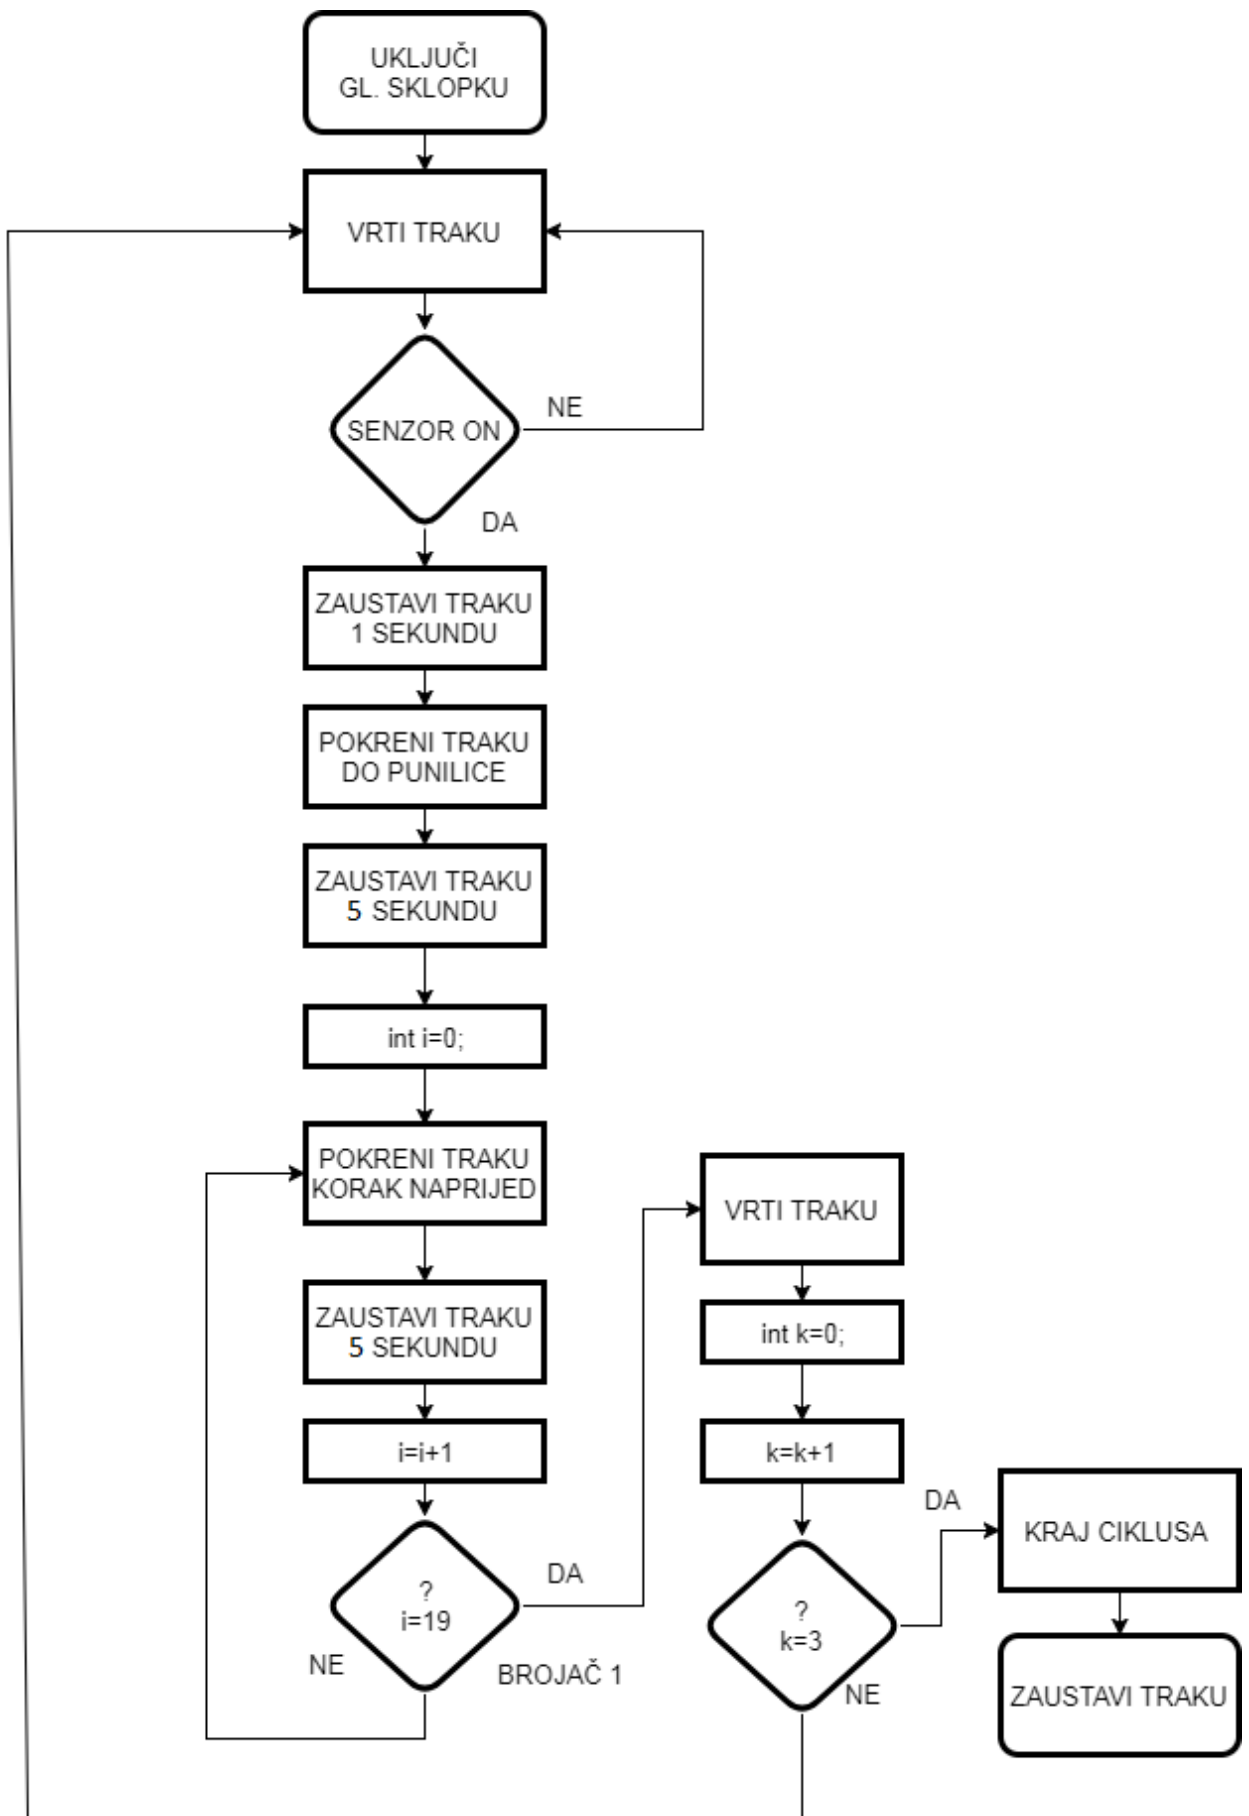 UKLJUČI
GL. SKLOPKU
VRTI TRAKU
SENZOR ON
NE
DA
ZAUSTAVI TRAKU
1 SEKUNDU
POKRENI TRAKU
DO PUNILICE
ZAUSTAVI TRAKU
5 SEKUNDU
int i=0;
POKRENI TRAKU
KORAK NAPRIJED
ZAUSTAVI TRAKU
5 SEKUNDU
i=i+1
?
i=19
NE
DA
BROJAČ 1
VRTI TRAKU
int k=0;
k=k+1
?
k=3
NE
DA
KRAJ CIKLUSA
ZAUSTAVI TRAKU